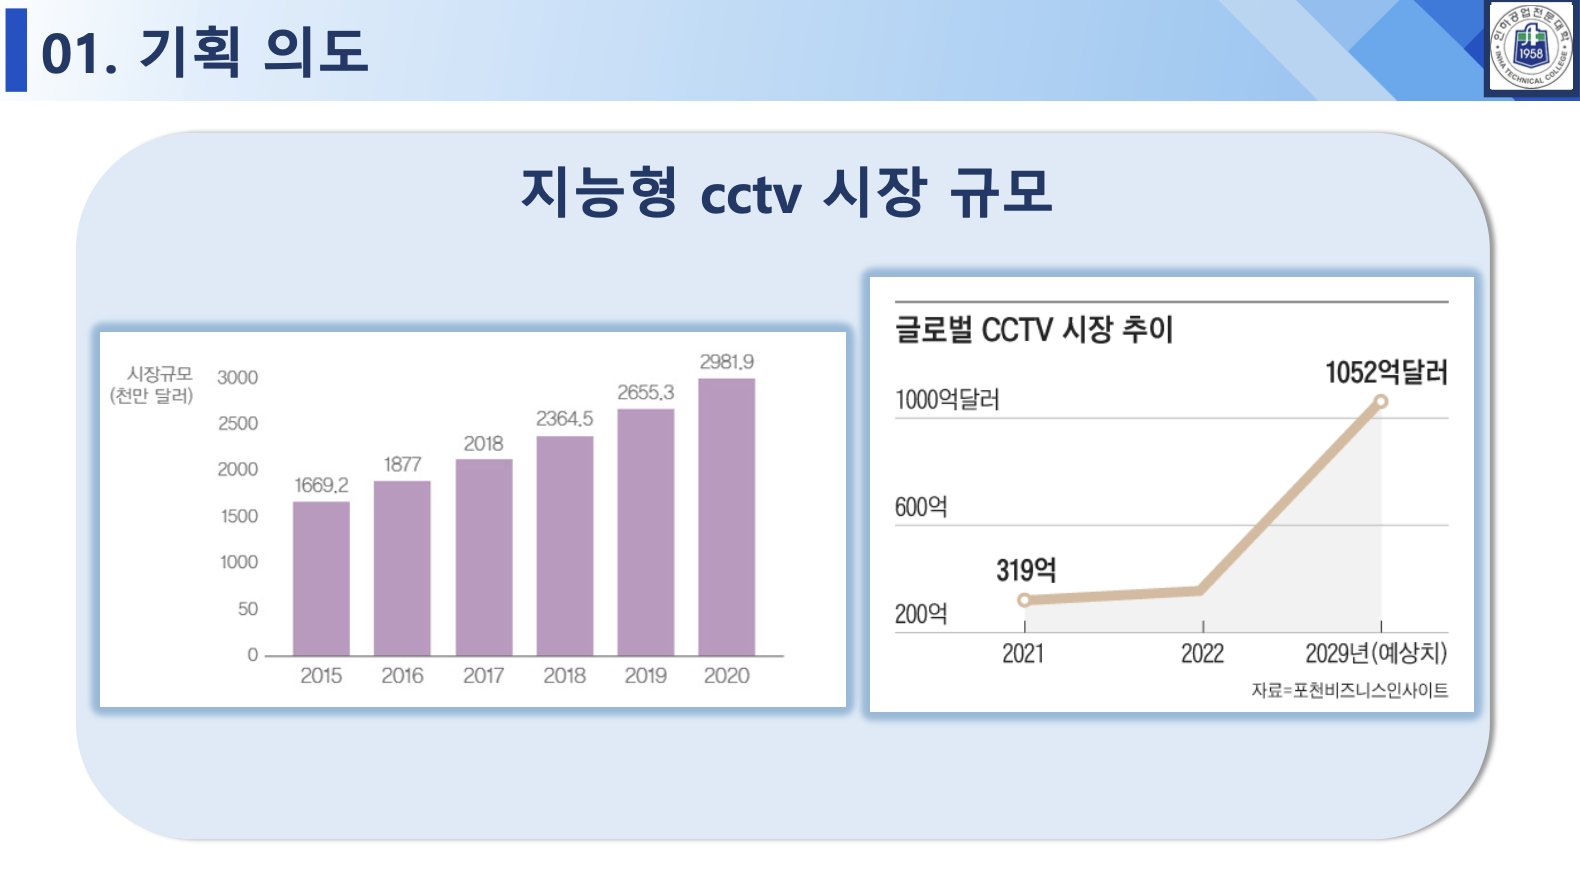 01. 기획 의도
인하공업전문대학
1958
INHA TECHNICAL COLLEGE
지능형 cctv 시장 규모
시장규모
(천만 달러)
3000
2500
2000
1500
1000
50
0
1669.2
1877
2018
2364.5
2655.3
2981.9
2015 2016 2017 2018 2019 2020
글로벌 CCTV 시장 추이
1052억달러
1000억달러
600억
319억
200억
2021 2022 2029년(예상치)
자료=포천비즈니스인사이트